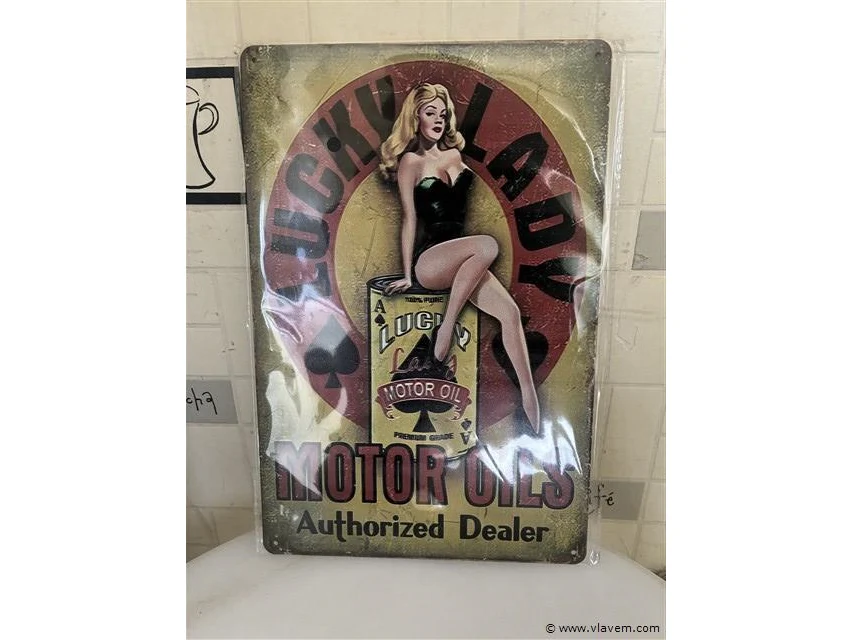 LUCKY LADY
100% PURE
A
LUCKY
Lady
MOTOR OIL
PREMIUM GRADE
A
MOTOR OILS
Authorized Dealer
© www.vlavem.com